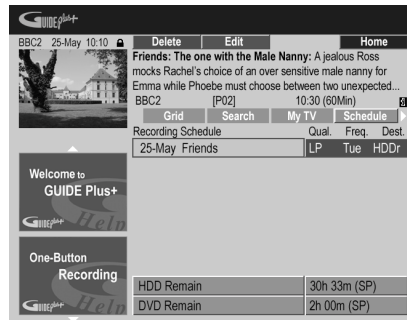 GUIDEplus+
BBC2 25-May 10:10
Delete Edit Home
Friends: The one with the Male Nanny: A jealous Ross
mocks Rachel's choice of an over sensitive male nanny for
Emma while Phoebe must choose between two unexpected...
BBC2 [P02] 10:30 (60Min)
Grid Search My TV Schedule
Recording Schedule Qual. Freq. Dest.
25-May Friends LP Tue HDDr
Welcome to
GUIDE Plus+
GUIDEplus+ Help
One-Button
Recording
GUIDEplus+ Help
HDD Remain 30h 33m (SP)
DVD Remain 2h 00m (SP)